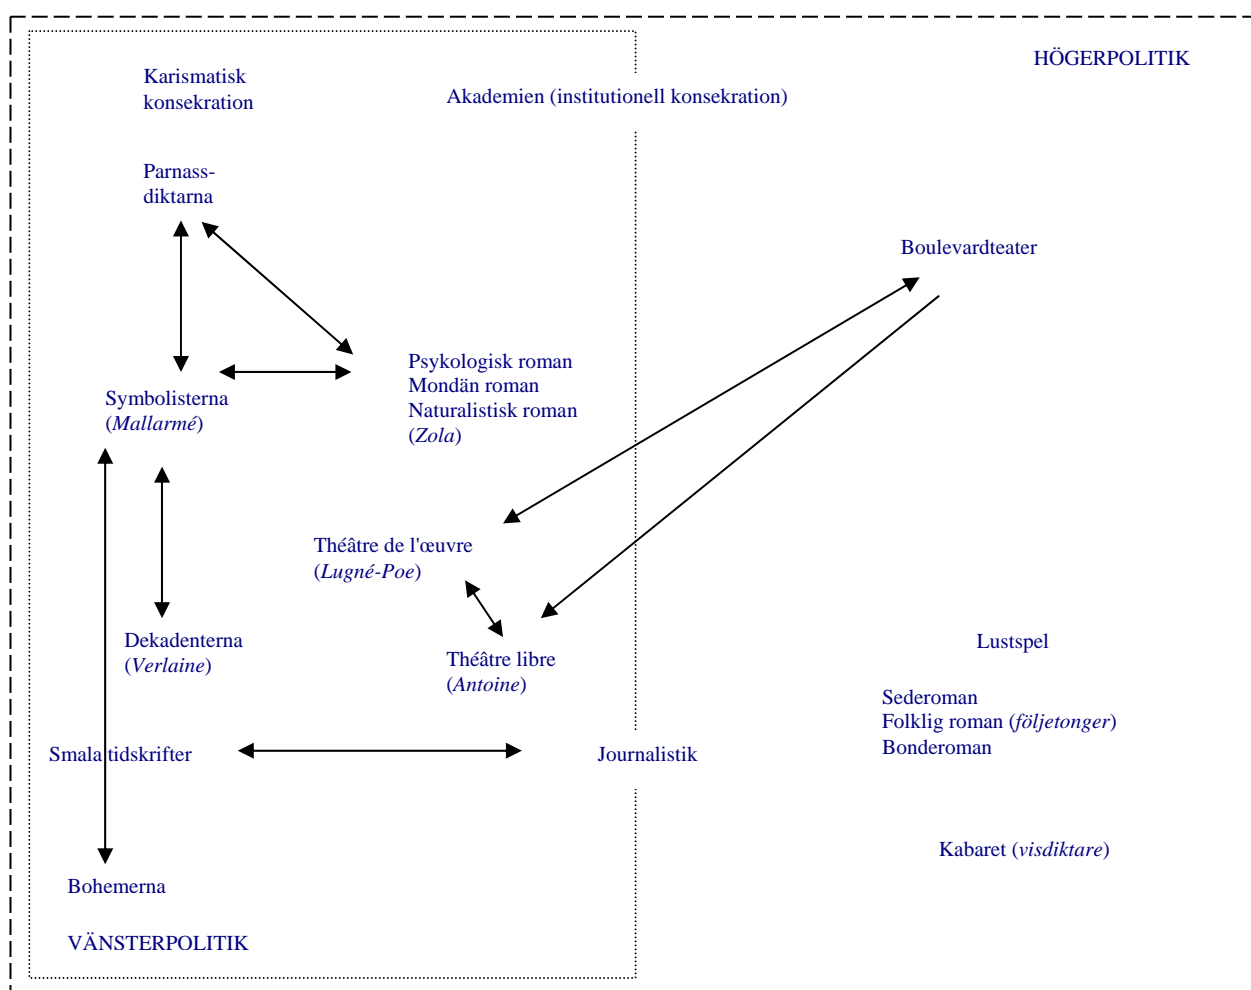 HÖGERPOLITIK
Karismatisk
konsekration
Akademien (institutionell konsekration)
Parnass-
diktarna
Boulevardteater
Psykologisk roman
Mondän roman
Naturalistisk roman
(Zola)
Symbolisterna
(Mallarmé)
Théâtre de l'œuvre
(Lugné-Poe)
Dekadenterna
(Verlaine)
Théâtre libre
(Antoine)
Lustspel
Sederoman
Folklig roman (följetonger)
Bonderoman
Smala tidskrifter
Journalistik
Kabaret (visdiktare)
Bohemerna
VÄNSTERPOLITIK